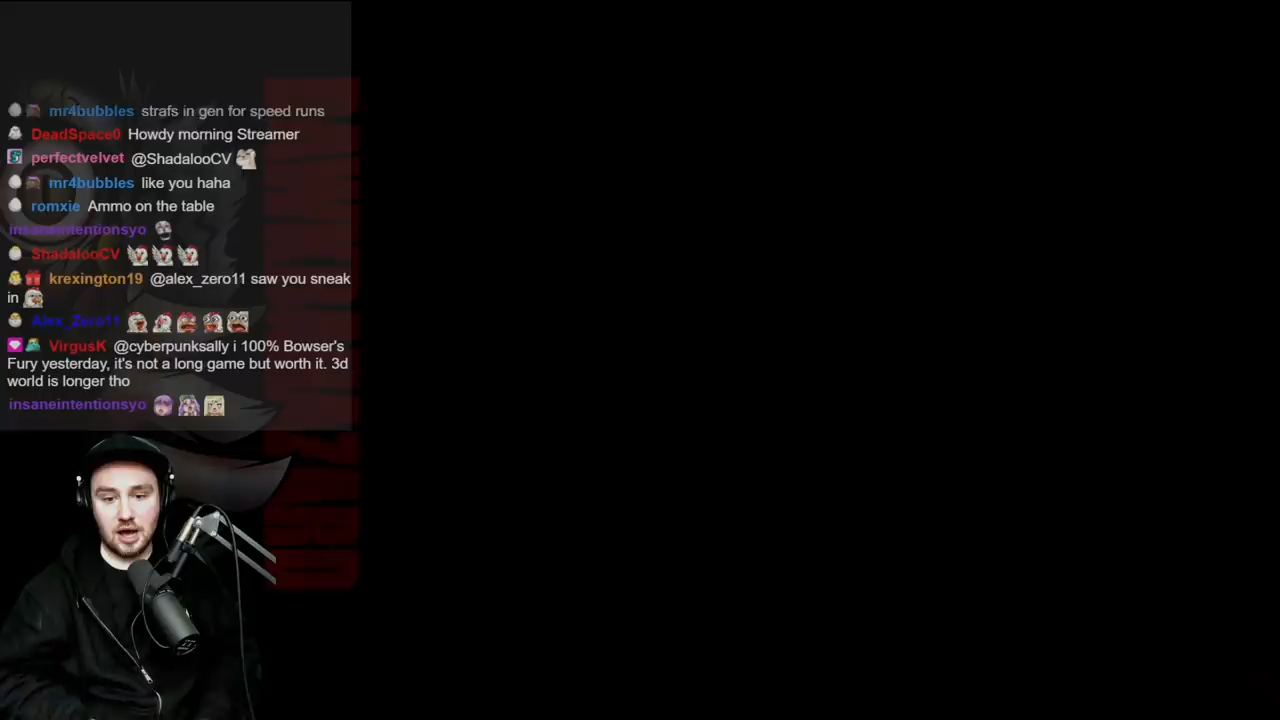 mr4bubbles strafs in gen for speed runs
DeadSpace0 Howdy morning Streamer
perfectvelvet @ShadalooCV
mr4bubbles like you haha
romxie Ammo on the table
insaneintentionsyo
ShadalooCV
krexington19 @alex_zero11 saw you sneak
in
Alex_Zero11
VirgusK @cyberpunksally i 100% Bowser's
Fury yesterday, it's not a long game but worth it. 3d
world is longer tho
insaneintentionsyo